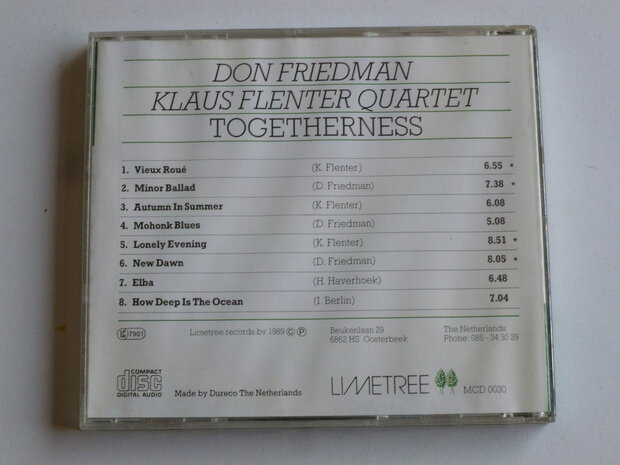 DON FRIEDMAN
KLAUS FLENTER QUARTET
TOGETHERNESS
1. Vieux Roué (K. Flenter) 6.55 *
2. Minor Ballad (D. Friedman) 7.38 *
3. Autumn In Summer (K. Flenter) 6.08
4. Mohonk Blues (D. Friedman) 5.08
5. Lonely Evening (K. Flenter) 8.51 *
6. New Dawn (D. Friedman) 8.05 *
7. Elba (H. Haverhoek) 6.48
8. How Deep Is The Ocean (I. Berlin) 7.04
LC 7901 Limetree records bv 1989 © ℗ Beukenlaan 29 The Netherlands
6862 HS Oosterbeek Phone: 085 - 34 30 29
COMPACT
disc
DIGITAL AUDIO
Made by Dureco The Netherlands
LIMETREE MCD 0030